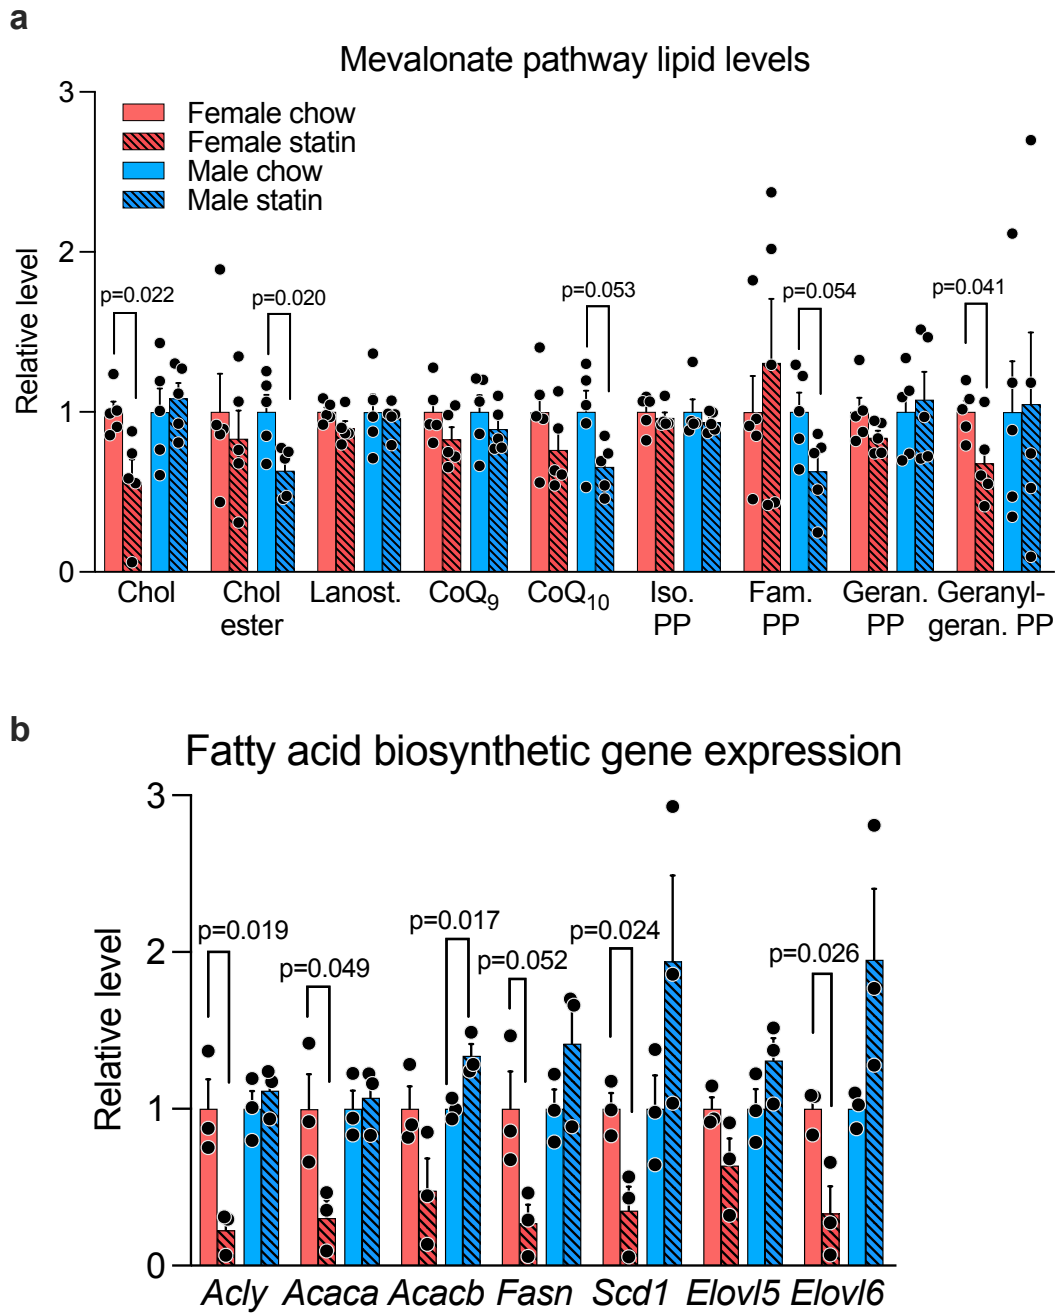 a
Mevalonate pathway lipid levels
Relative level
3
2
1
0
Female chow
Female statin
Male chow
Male statin
p=0.022
p=0.020
p=0.053
p=0.054
p=0.041
Chol
Chol
ester
Lanost.
CoQ9
CoQ10
Iso.
PP
Fam.
PP
Geran.
PP
Geranyl-
geran. PP
b
Fatty acid biosynthetic gene expression
Relative level
3
2
1
0
p=0.019
p=0.049
p=0.017
p=0.052
p=0.024
p=0.026
Acly
Acaca
Acacb
Fasn
Scd1
Elovl5
Elovl6